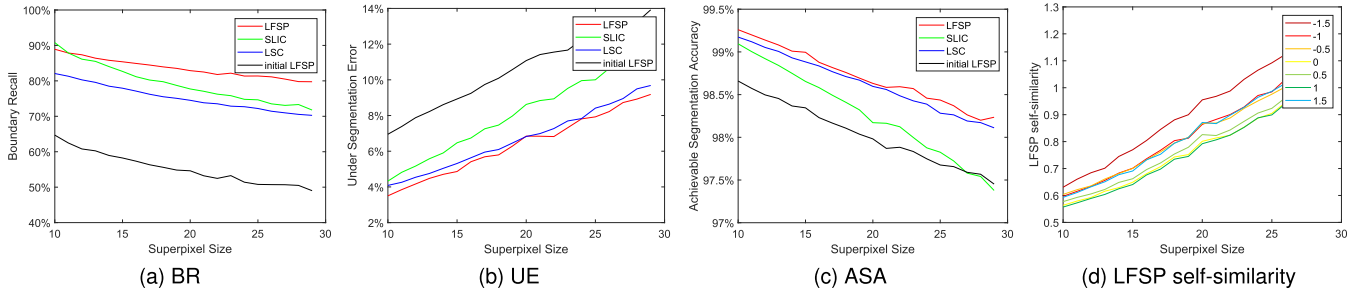 100%
90%
80%
70%
60%
50%
40%
Boundary Recall
10
15
20
25
30
Superpixel Size
LFSP
SLIC
LSC
initial LFSP
(a) BR
14%
12%
10%
8%
6%
4%
2%
Under Segmentation Error
10
15
20
25
30
Superpixel Size
LFSP
SLIC
LSC
initial LFSP
(b) UE
99.5%
99%
98.5%
98%
97.5%
97%
Achievable Segmentation Accuracy
10
15
20
25
30
Superpixel Size
LFSP
SLIC
LSC
initial LFSP
(c) ASA
1.3
1.2
1.1
1
0.9
0.8
0.7
0.6
0.5
LFSP self-similarity
10
15
20
25
30
Superpixel Size
-1.5
-1
-0.5
0
0.5
1
1.5
(d) LFSP self-similarity